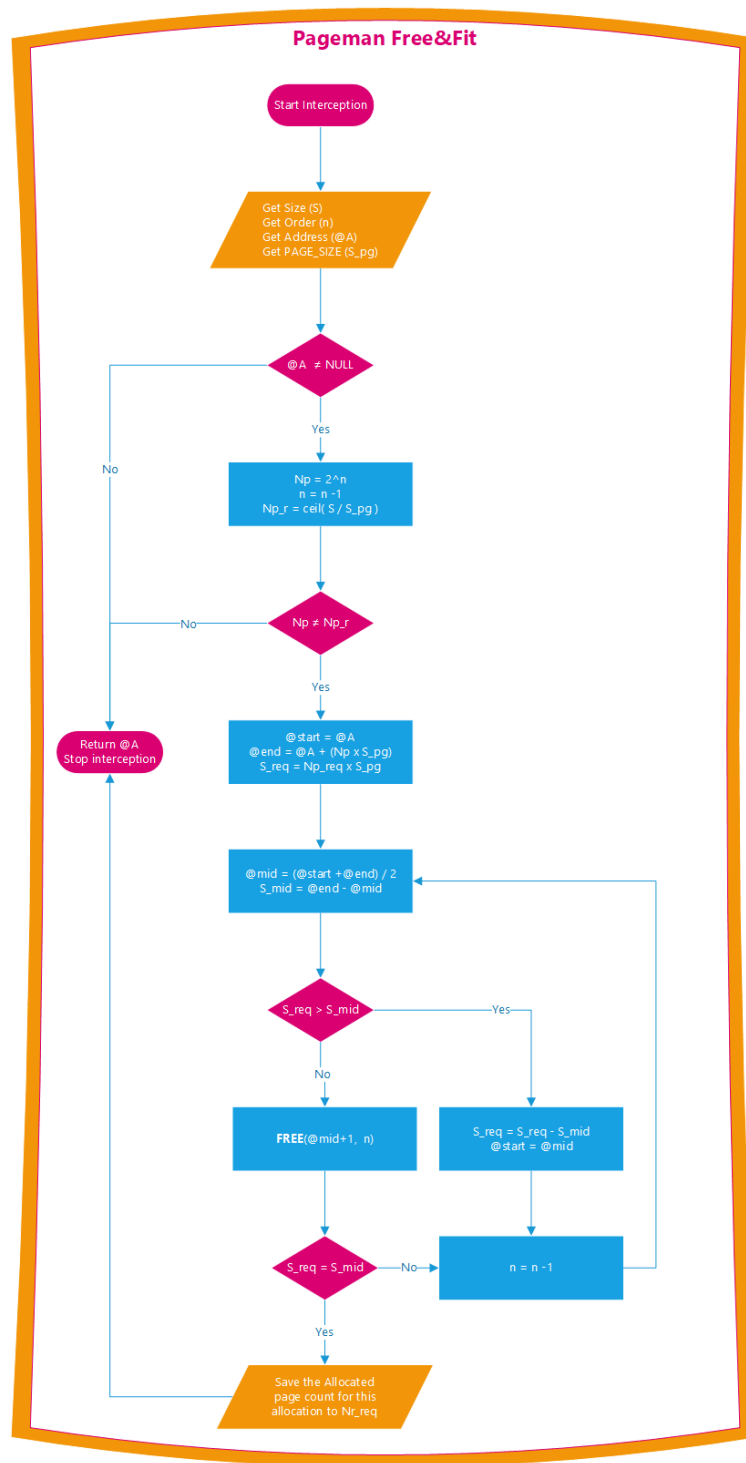 Pageman Free&Fit
Start Interception
Get Size (S)
Get Order (n)
Get Address (@A)
Get PAGE_SIZE (S_pg)
@A ≠ NULL
Yes
No
Np = 2^n
n = n -1
Np_r = ceil( S / S_pg )
Np ≠ Np_r
No
Yes
@start = @A
@end = @A + (Np x S_pg)
S_req = Np_req x S_pg
Return @A
Stop interception
@mid = (@start +@end) / 2
S_mid = @end - @mid
S_req > S_mid
Yes
No
FREE(@mid+1, n)
S_req = S_req - S_mid
@start = @mid
S_req = S_mid
No
n = n -1
Yes
Save the Allocated
page count for this
allocation to Nr_req